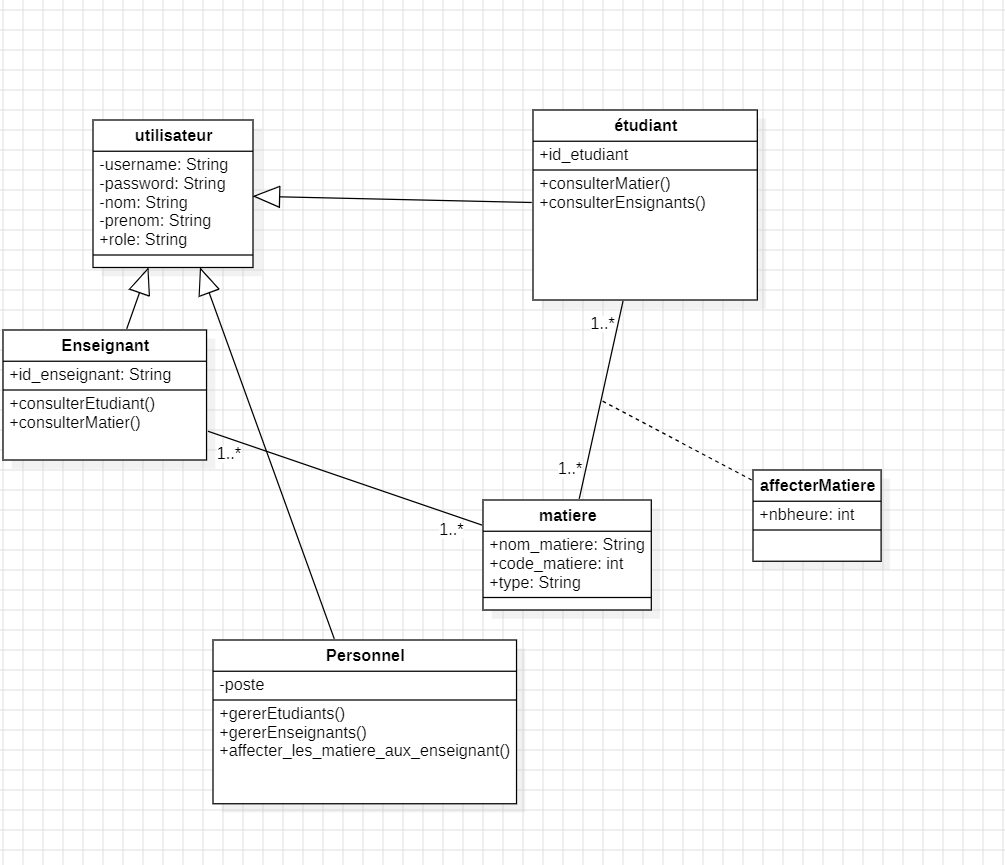 utilisateur
-username: String
-password: String
-nom: String
-prenom: String
+role: String
étudiant
+id_etudiant
+consulterMatier()
+consulterEnsignants()
Enseignant
+id_enseignant: String
+consulterEtudiant()
+consulterMatier()
1..*
1..*
1..*
1..*
matiere
+nom_matiere: String
+code_matiere: int
+type: String
affecterMatiere
+nbheure: int
Personnel
-poste
+gererEtudiants()
+gererEnseignants()
+affecter_les_matiere_aux_enseignant()